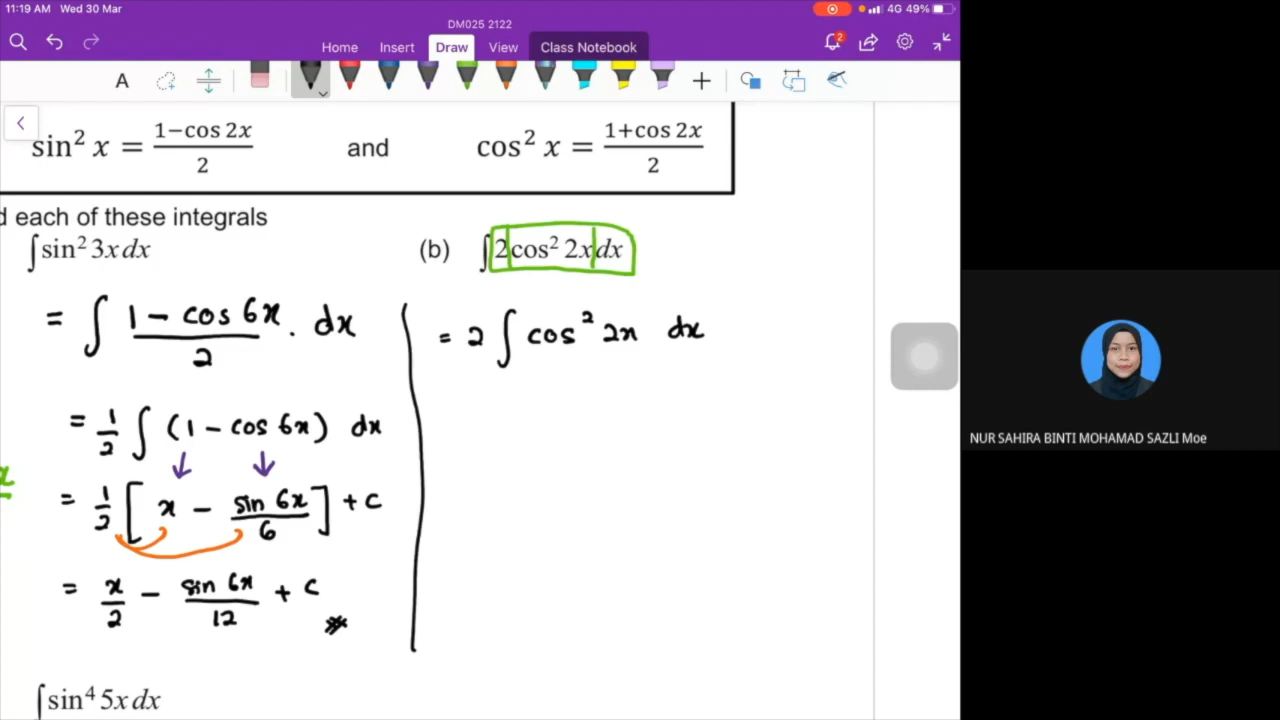 11:19 AM Wed 30 Mar
4G 49%
DM025 2122
Home Insert Draw View Class Notebook
2
A
sin² x = (1−cos 2x)/2 and cos² x = (1+cos 2x)/2
d each of these integrals
∫sin² 3x dx
(b) ∫2cos² 2x dx
= ∫ (1 − cos 6x)/2 . dx
= 1/2 ∫ (1 − cos 6x) dx
= 1/2 [ x − sin 6x/6 ] + c
= x/2 − sin 6x/12 + c
= 2 ∫ cos² 2x dx
x
∫sin⁴ 5x dx
NUR SAHIRA BINTI MOHAMAD SAZLI Moe